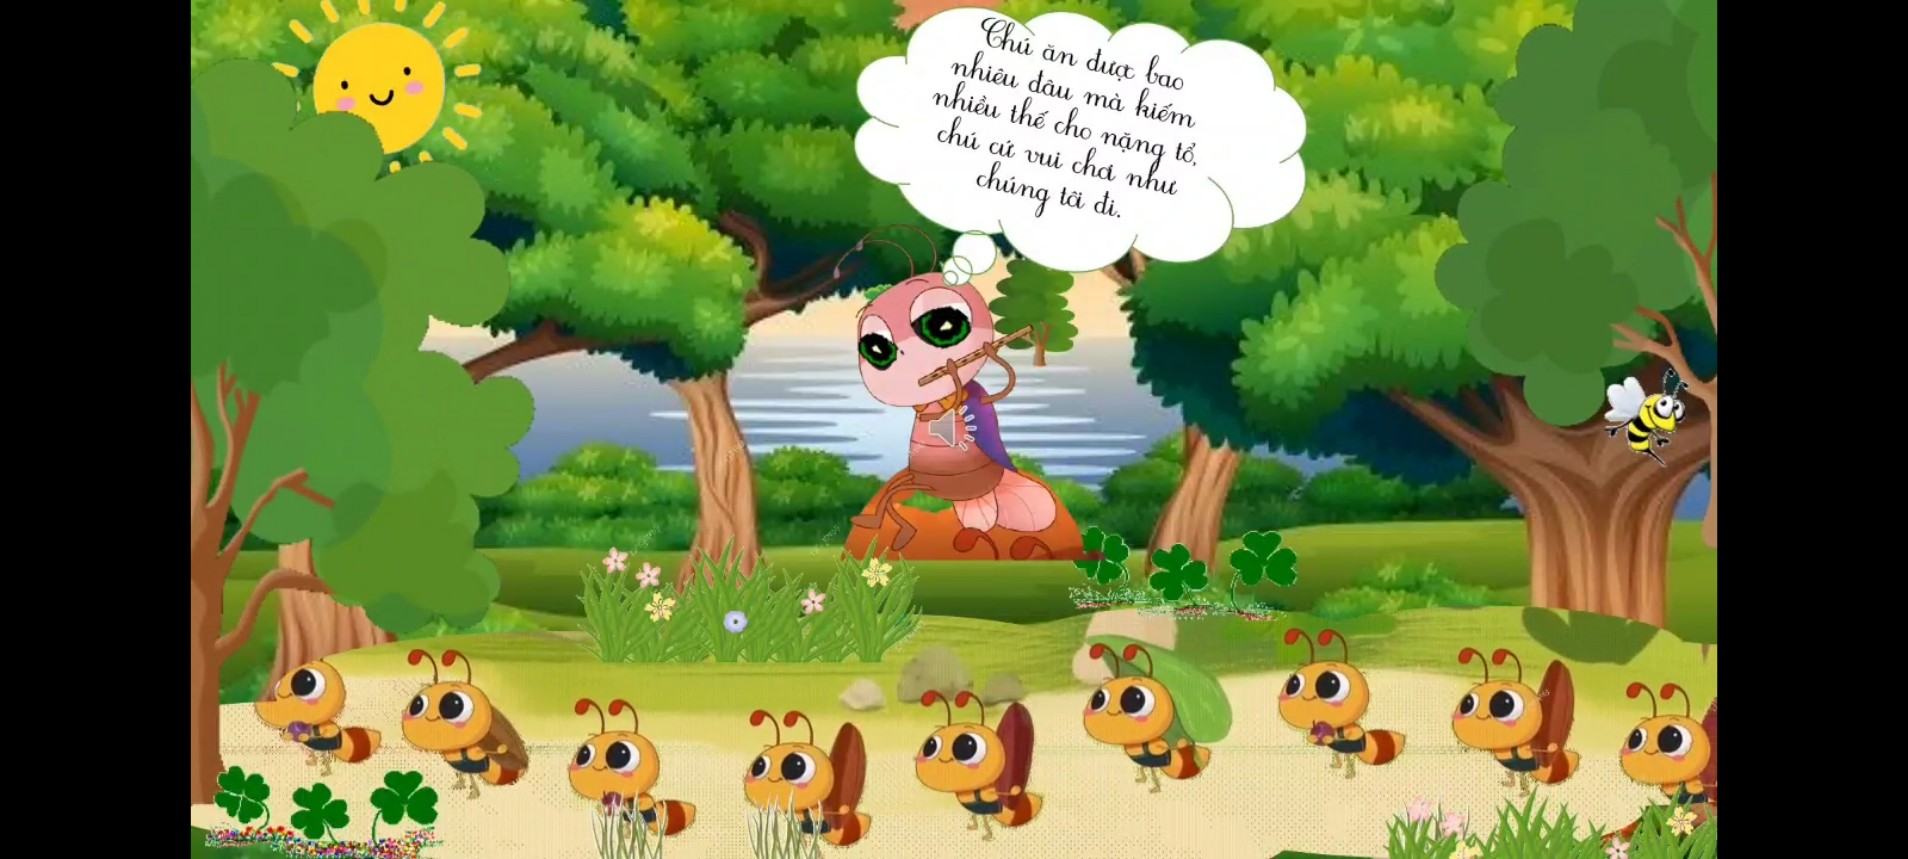 Chú ăn được bao
nhiêu đâu mà kiếm
nhiều thế cho nặng tổ,
chú cứ vui chơi như
chúng tôi đi.